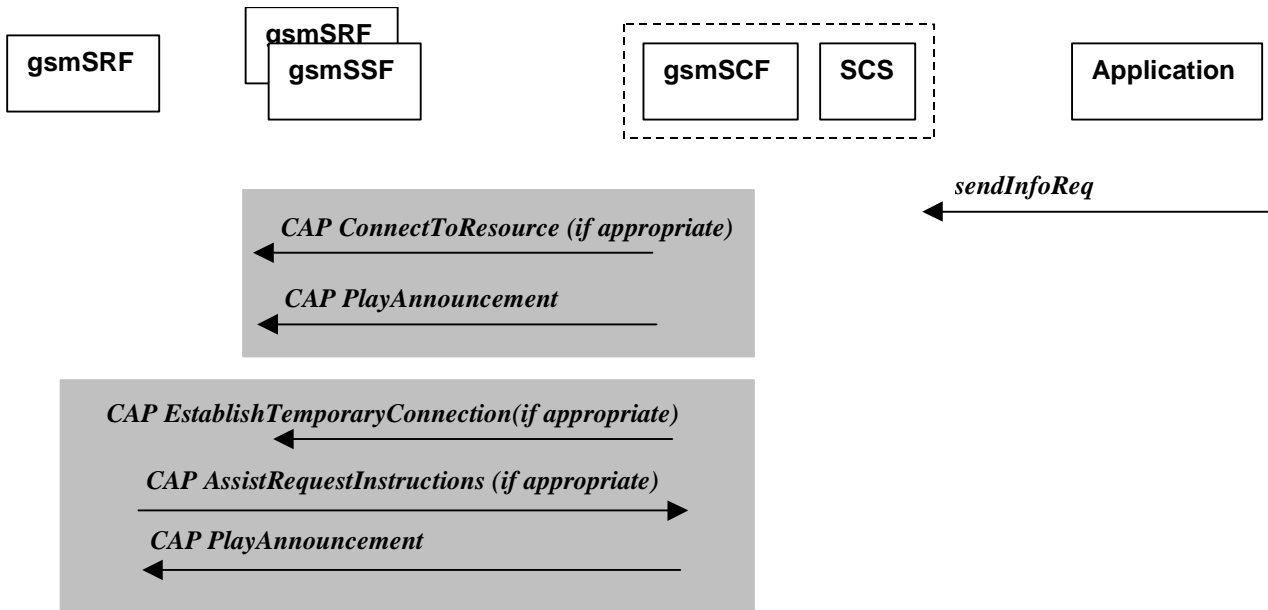 gsmSRF
gsmSRF
gsmSSF
gsmSCF
SCS
Application
sendInfoReq
CAP ConnectToResource (if appropriate)
CAP PlayAnnouncement
CAP EstablishTemporaryConnection(if appropriate)
CAP AssistRequestInstructions (if appropriate)
CAP PlayAnnouncement